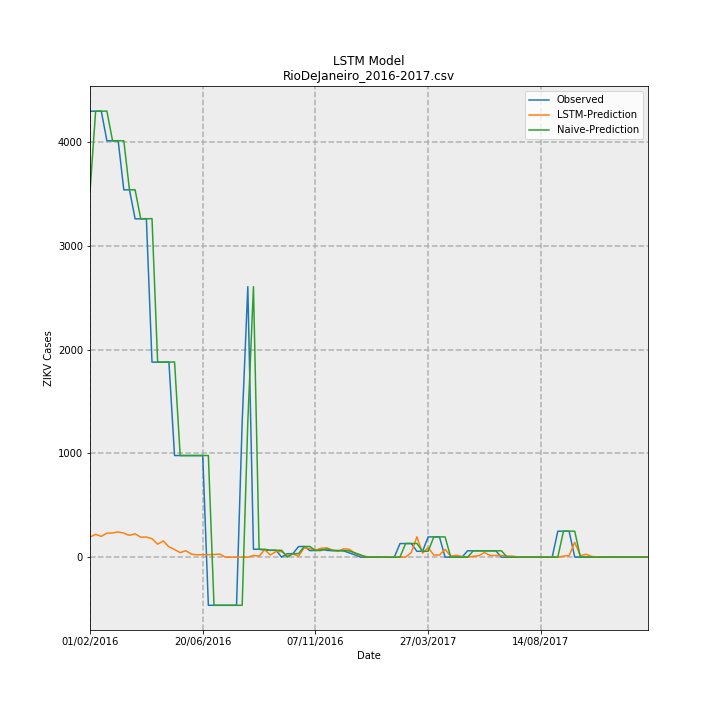 LSTM Model
RioDeJaneiro_2016-2017.csv
Observed
LSTM-Prediction
Naive-Prediction
4000
3000
2000
1000
0
ZIKV Cases
01/02/2016
20/06/2016
07/11/2016
27/03/2017
14/08/2017
Date